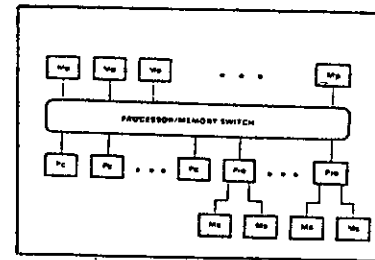 Mp Mp Mp . . . Mp
PROCESSOR/MEMORY SWITCH
Pc Pc . . . Pc Pio . . . Pio
Ms Ms Ms Ms